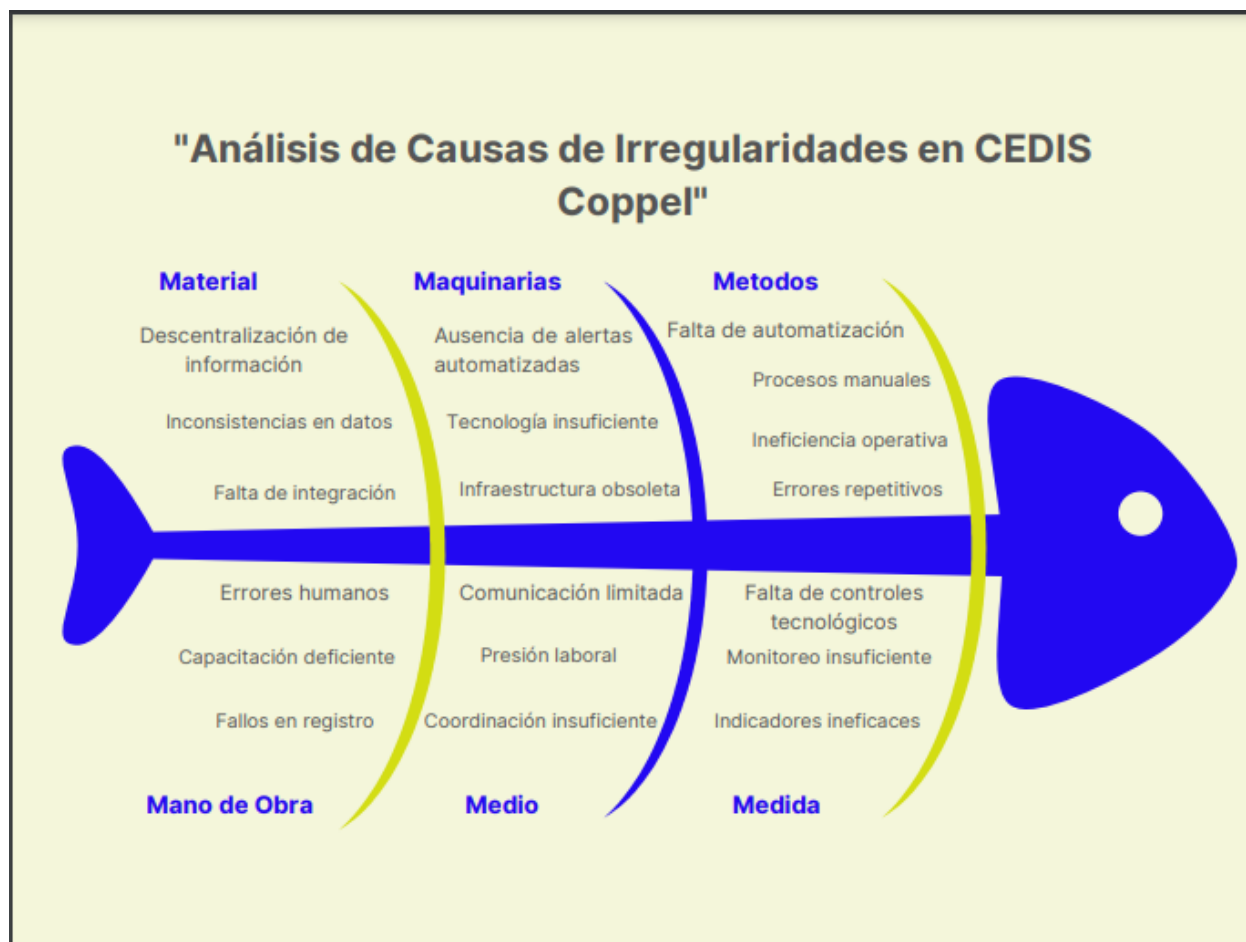 "Análisis de Causas de Irregularidades en CEDIS
Coppel"
Material
Maquinarias
Metodos
Descentralización de
información
Inconsistencias en datos
Falta de integración
Ausencia de alertas
automatizadas
Tecnología insuficiente
Infraestructura obsoleta
Falta de automatización
Procesos manuales
Ineficiencia operativa
Errores repetitivos
Errores humanos
Capacitación deficiente
Fallos en registro
Comunicación limitada
Presión laboral
Coordinación insuficiente
Falta de controles
tecnológicos
Monitoreo insuficiente
Indicadores ineficaces
Mano de Obra
Medio
Medida